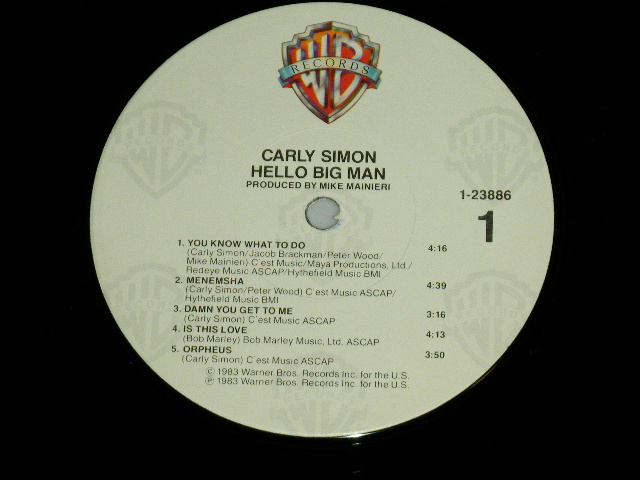 WB
RECORDS
CARLY SIMON
HELLO BIG MAN
PRODUCED BY MIKE MAINIERI
1-23886
1
1. YOU KNOW WHAT TO DO 4:16
(Carly Simon/Jacob Brackman/Peter Wood/
Mike Mainieri) C'est Music/Maya Productions, Ltd./
Redeye Music ASCAP/Hythefield Music BMI
2. MENEMSHA 4:39
(Carly Simon/Peter Wood) C'est Music ASCAP/
Hythefield Music BMI
3. DAMN YOU GET TO ME 3:16
(Carly Simon) C'est Music ASCAP
4. IS THIS LOVE 4:13
(Bob Marley) Bob Marley Music, Ltd. ASCAP
5. ORPHEUS 3:50
(Carly Simon) C'est Music ASCAP
© 1983 Warner Bros. Records Inc. for the U.S.
℗ 1983 Warner Bros. Records Inc. for the U.S.